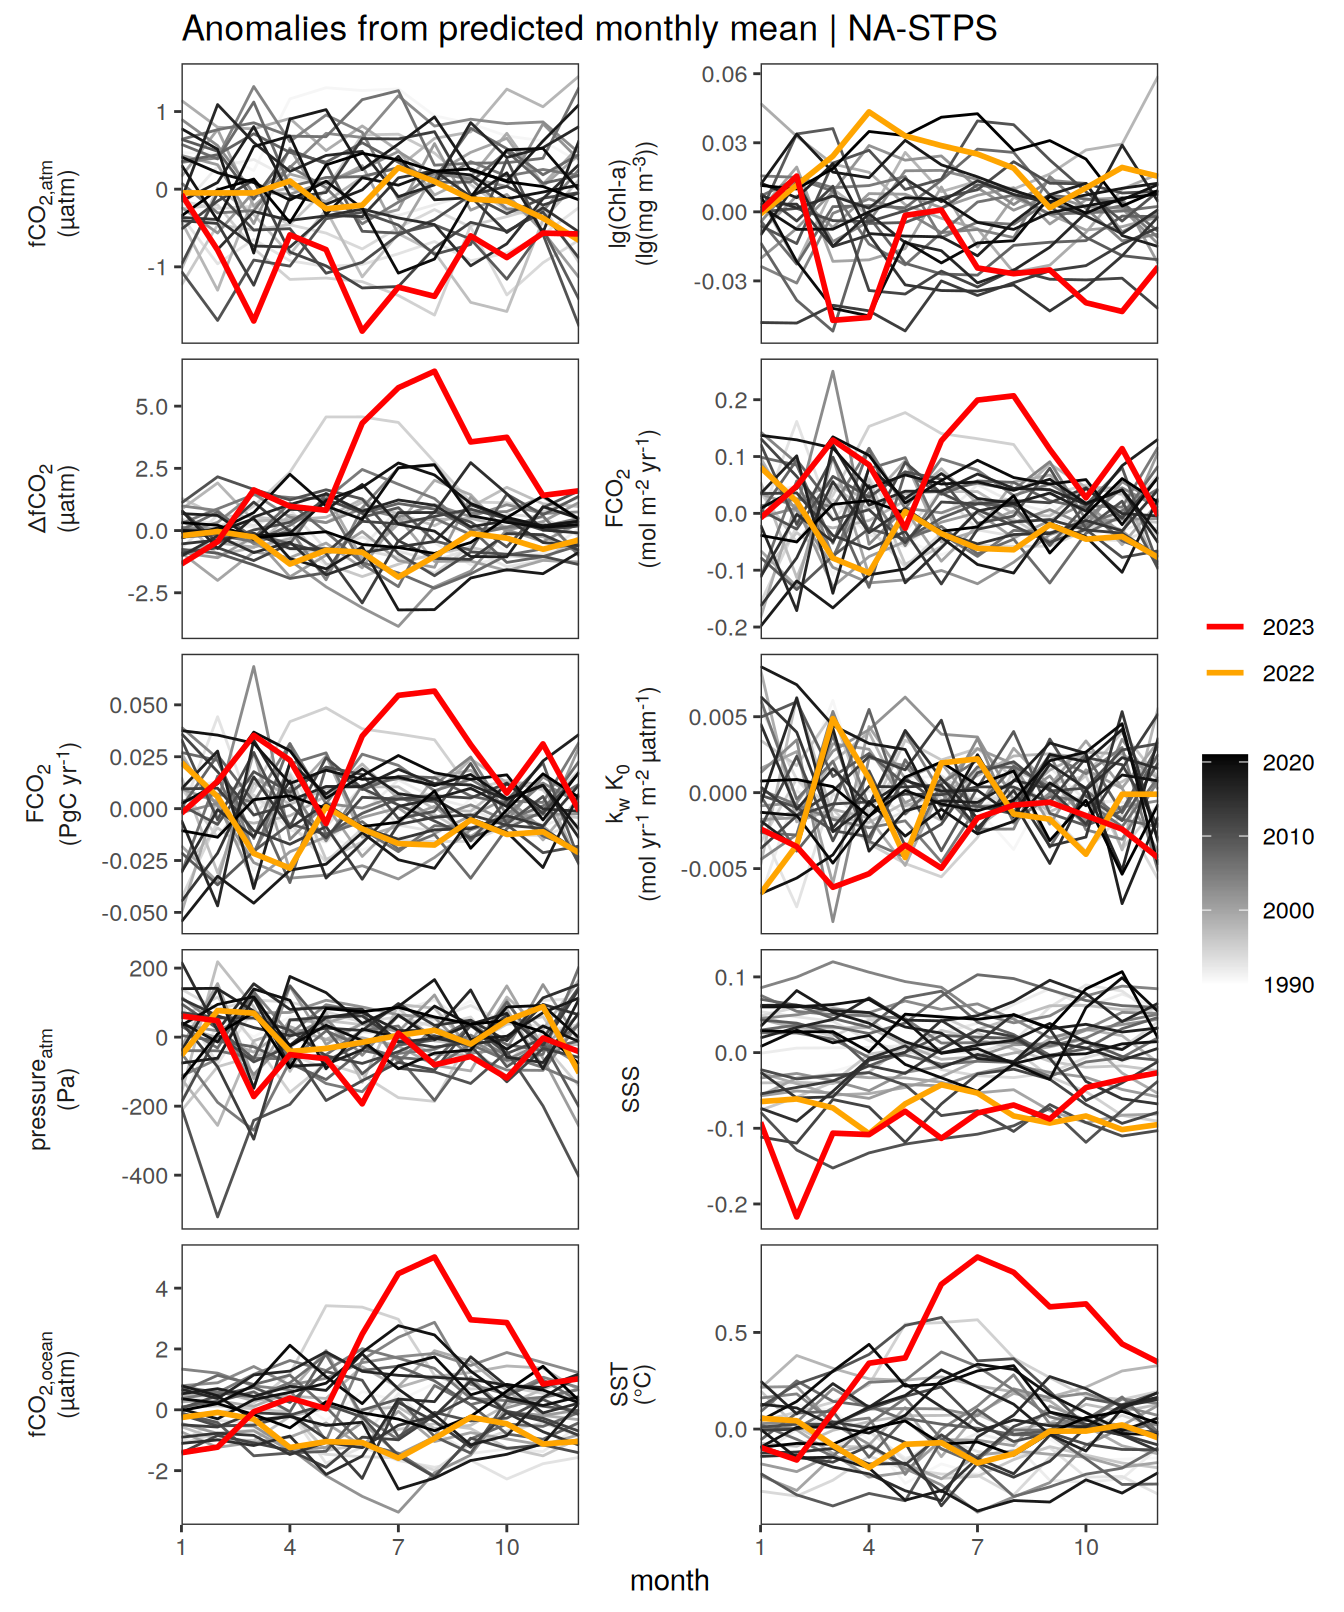 Anomalies from predicted monthly mean | NA-STPS
fCO2,atm
(µatm)
1
0
-1
lg(Chl-a)
(lg(mg m-3))
0.06
0.03
0.00
-0.03
ΔfCO2
(µatm)
5.0
2.5
0.0
-2.5
FCO2
(mol m-2 yr-1)
0.2
0.1
0.0
-0.1
-0.2
FCO2
(PgC yr-1)
0.050
0.025
0.000
-0.025
-0.050
kw K0
(mol yr-1 m-2 µatm-1)
0.005
0.000
-0.005
pressureatm
(Pa)
200
0
-200
-400
SSS
0.1
0.0
-0.1
-0.2
fCO2,ocean
(µatm)
4
2
0
-2
SST
(°C)
0.5
0.0
1 4 7 10
1 4 7 10
month
2023
2022
2020
2010
2000
1990